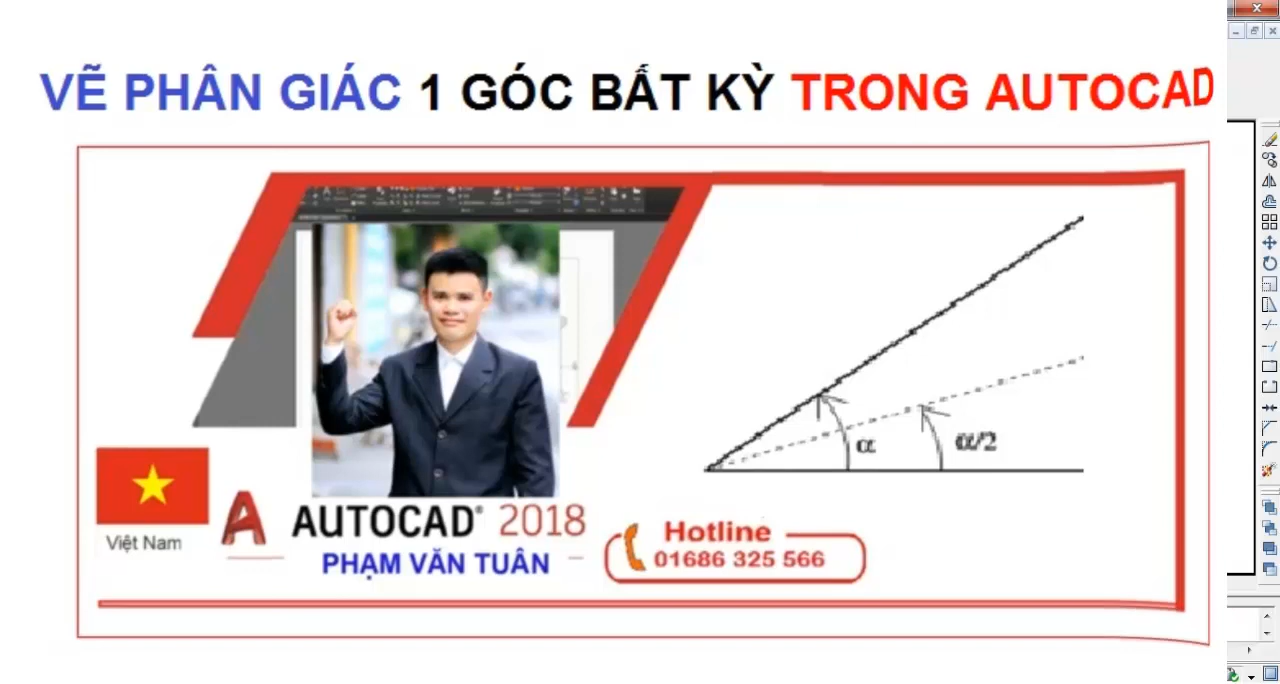 VẼ PHÂN GIÁC 1 GÓC BẤT KỲ TRONG AUTOCAD
α
α/2
Việt Nam
A AUTOCAD® 2018
PHẠM VĂN TUÂN
Hotline
01686 325 566